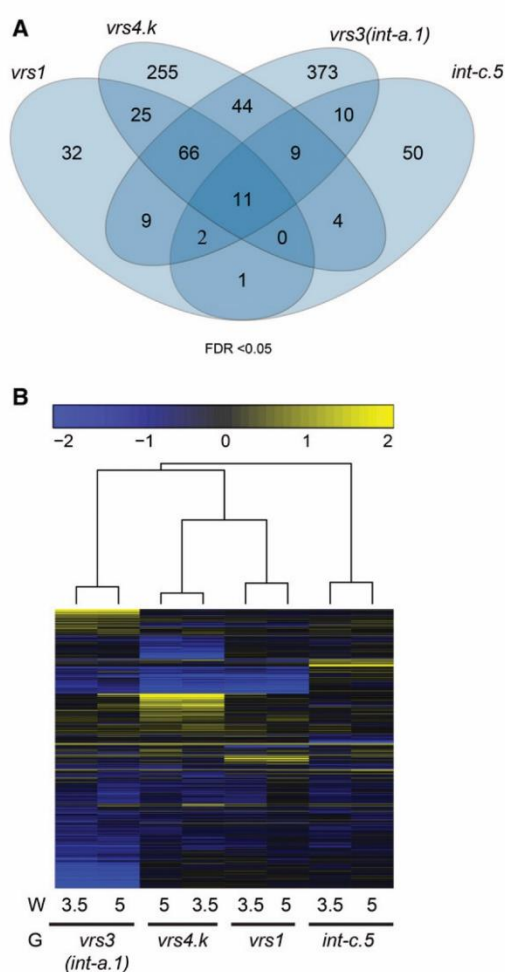 A
vrs4.k
vrs3(int-a.1)
vrs1
int-c.5
255
373
25
44
10
32
66
9
50
11
9
2
0
4
1
FDR <0.05
B
−2 −1 0 1 2
W 3.5 5 5 3.5 3.5 5 3.5 5
G vrs3 vrs4.k vrs1 int-c.5
(int-a.1)